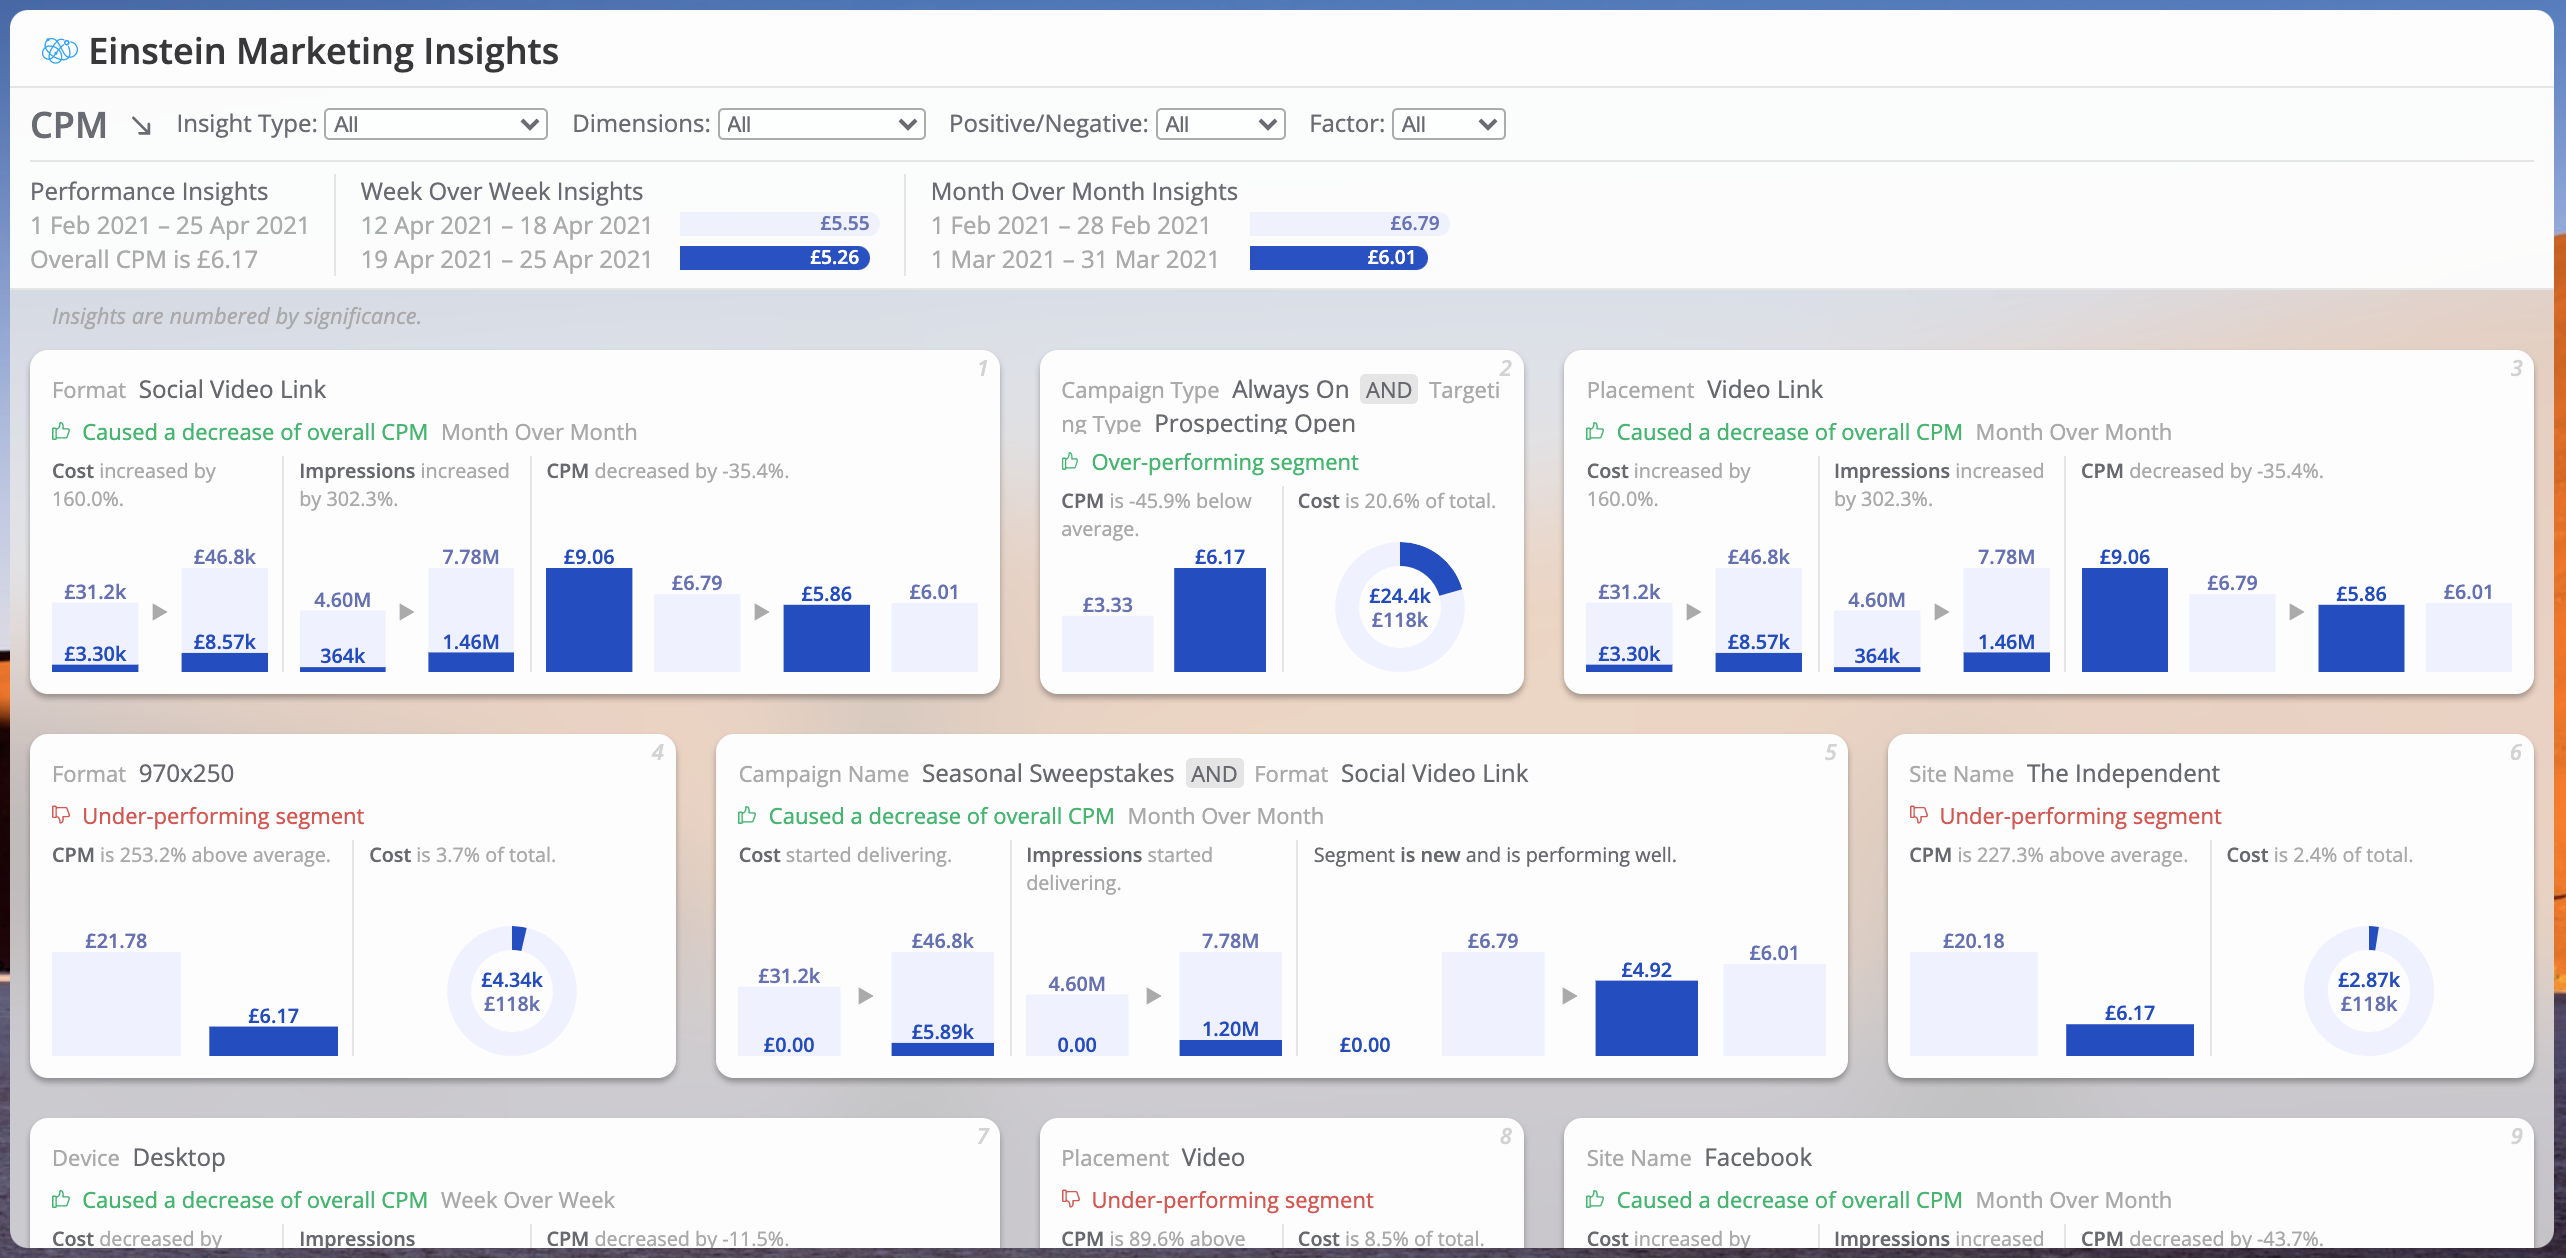 Einstein Marketing Insights
CPM Insight Type: All Dimensions: All Positive/Negative: All Factor: All
Performance Insights
1 Feb 2021 – 25 Apr 2021
Overall CPM is £6.17
Week Over Week Insights
12 Apr 2021 – 18 Apr 2021 £5.55
19 Apr 2021 – 25 Apr 2021 £5.26
Month Over Month Insights
1 Feb 2021 – 28 Feb 2021 £6.79
1 Mar 2021 – 31 Mar 2021 £6.01
Insights are numbered by significance.
1
Format Social Video Link
Caused a decrease of overall CPM Month Over Month
Cost increased by
160.0%.
£31.2k £46.8k
£3.30k £8.57k
Impressions increased
by 302.3%.
4.60M 7.78M
364k 1.46M
CPM decreased by -35.4%.
£9.06 £6.79 £5.86 £6.01
2
Campaign Type Always On AND Targeti
ng Type Prospecting Open
Over-performing segment
CPM is -45.9% below
average.
£3.33 £6.17
Cost is 20.6% of total.
£24.4k
£118k
3
Placement Video Link
Caused a decrease of overall CPM Month Over Month
Cost increased by
160.0%.
£31.2k £46.8k
£3.30k £8.57k
Impressions increased
by 302.3%.
4.60M 7.78M
364k 1.46M
CPM decreased by -35.4%.
£9.06 £6.79 £5.86 £6.01
4
Format 970x250
Under-performing segment
CPM is 253.2% above average.
£21.78 £6.17
Cost is 3.7% of total.
£4.34k
£118k
5
Campaign Name Seasonal Sweepstakes AND Format Social Video Link
Caused a decrease of overall CPM Month Over Month
Cost started delivering.
£31.2k £46.8k
£0.00 £5.89k
Impressions started
delivering.
4.60M 7.78M
0.00 1.20M
Segment is new and is performing well.
£0.00 £6.79 £4.92 £6.01
6
Site Name The Independent
Under-performing segment
CPM is 227.3% above average.
£20.18 £6.17
Cost is 2.4% of total.
£2.87k
£118k
7
Device Desktop
Caused a decrease of overall CPM Week Over Week
Cost decreased by
Impressions
CPM decreased by -11.5%.
8
Placement Video
Under-performing segment
CPM is 89.6% above
Cost is 8.5% of total.
9
Site Name Facebook
Caused a decrease of overall CPM Month Over Month
Cost increased by
Impressions increased
CPM decreased by -43.7%.